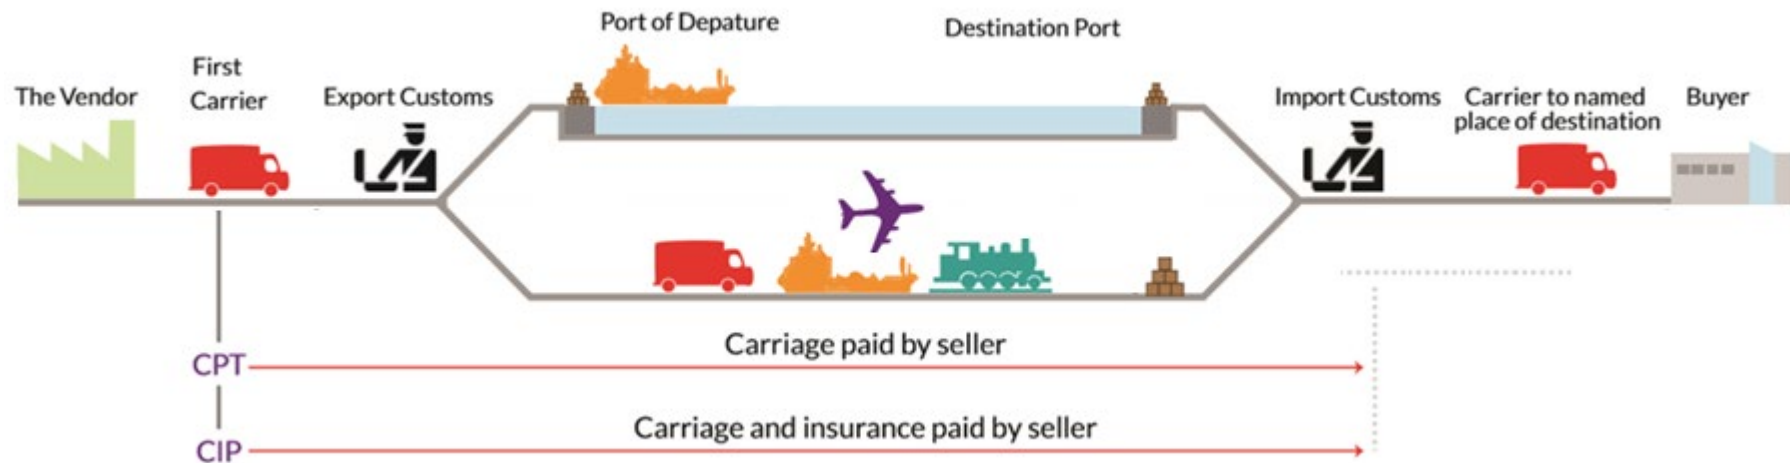 Port of Depature
Destination Port
First
Carrier
The Vendor
Export Customs
Import Customs
Carrier to named
place of destination
Buyer
Carriage paid by seller
CPT
Carriage and insurance paid by seller
CIP